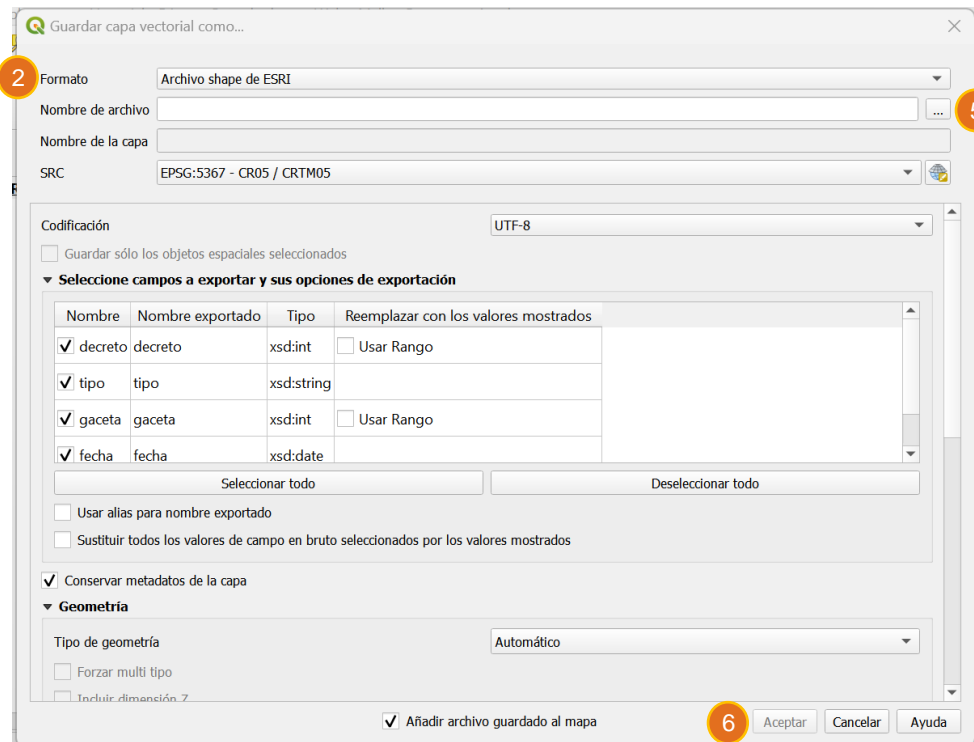 Guardar capa vectorial como...
2 Formato Archivo shape de ESRI
Nombre de archivo ... 5
Nombre de la capa
SRC EPSG:5367 - CR05 / CRTM05
Codificación UTF-8
Guardar sólo los objetos espaciales seleccionados
Seleccione campos a exportar y sus opciones de exportación
Nombre Nombre exportado Tipo Reemplazar con los valores mostrados
decreto decreto xsd:int Usar Rango
tipo tipo xsd:string
gaceta gaceta xsd:int Usar Rango
fecha fecha xsd:date
Seleccionar todo Deseleccionar todo
Usar alias para nombre exportado
Sustituir todos los valores de campo en bruto seleccionados por los valores mostrados
Conservar metadatos de la capa
Geometría
Tipo de geometría Automático
Forzar multi tipo
Incluir dimensión Z
Añadir archivo guardado al mapa 6 Aceptar Cancelar Ayuda